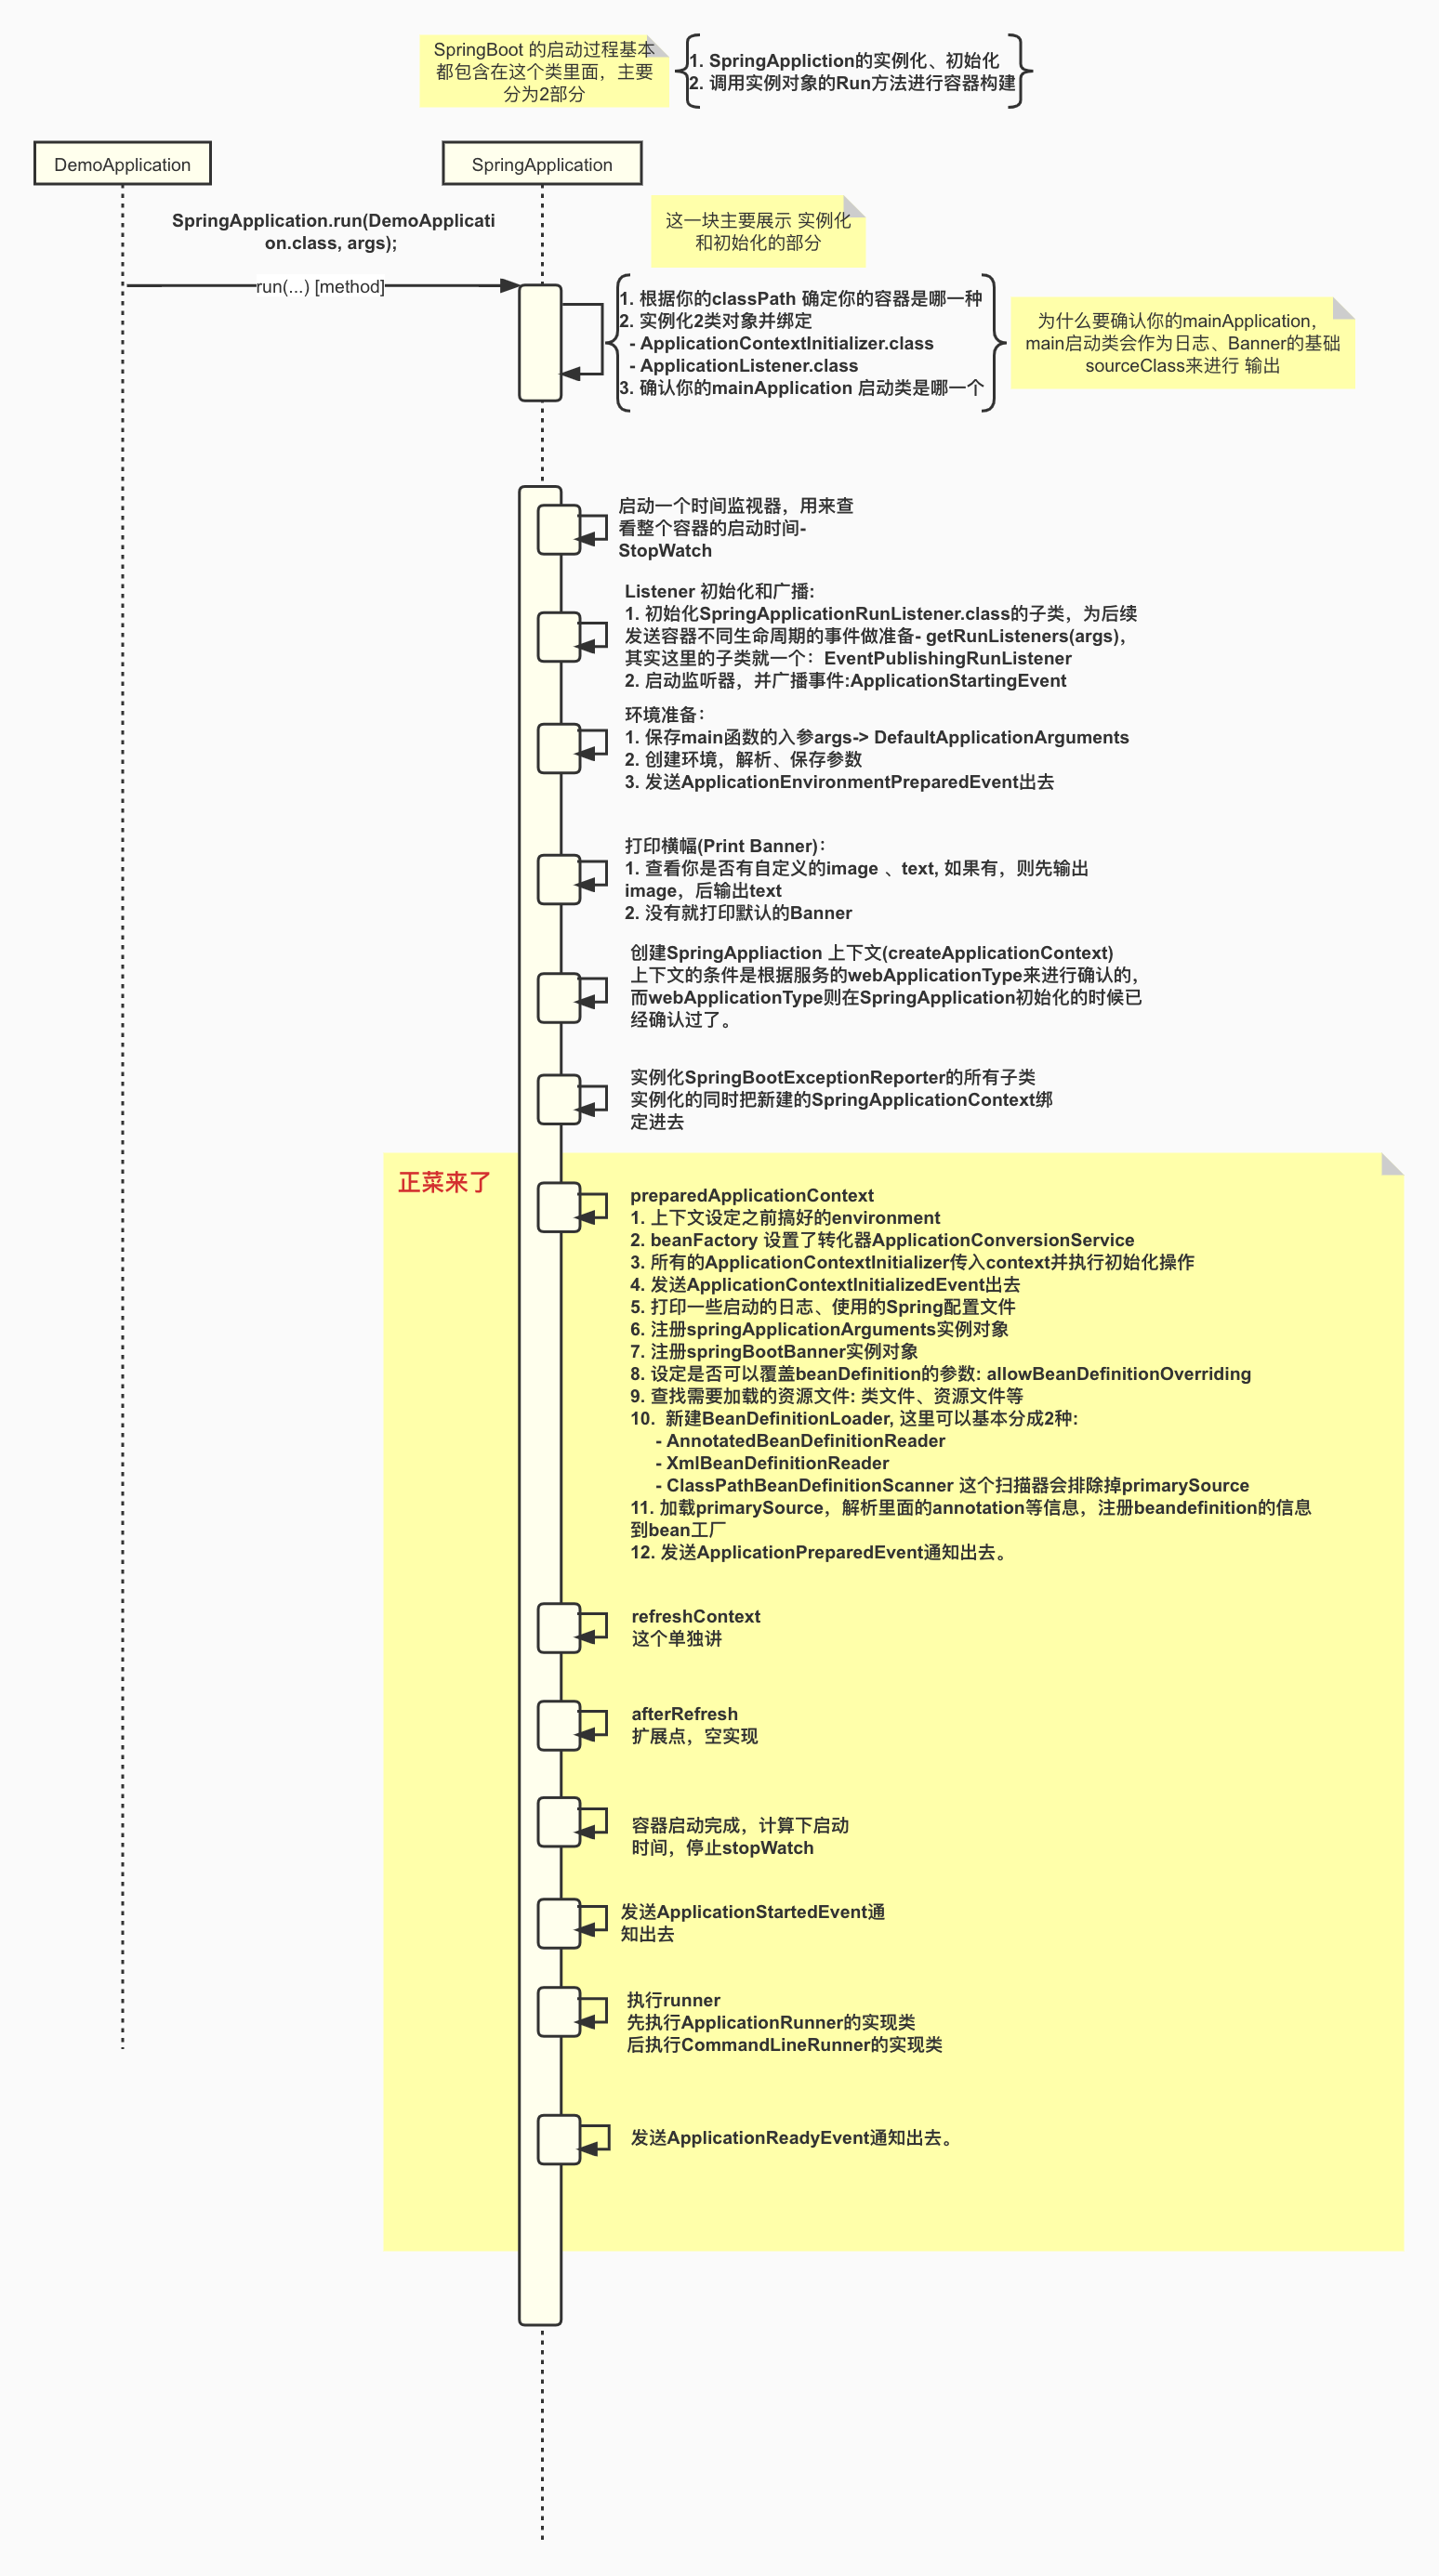 SpringBoot 的启动过程基本
都包含在这个类里面，主要
分为2部分
1. SpringAppliction的实例化、初始化
2. 调用实例对象的Run方法进行容器构建
DemoApplication
SpringApplication
SpringApplication.run(DemoApplicati
on.class, args);
这一块主要展示 实例化
和初始化的部分
run(...) [method]
1. 根据你的classPath 确定你的容器是哪一种
2. 实例化2类对象并绑定
- ApplicationContextInitializer.class
- ApplicationListener.class
3. 确认你的mainApplication 启动类是哪一个
为什么要确认你的mainApplication，
main启动类会作为日志、Banner的基础
sourceClass来进行 输出
启动一个时间监视器，用来查
看整个容器的启动时间-
StopWatch
Listener 初始化和广播:
1. 初始化SpringApplicationRunListener.class的子类，为后续
发送容器不同生命周期的事件做准备- getRunListeners(args)，
其实这里的子类就一个：EventPublishingRunListener
2. 启动监听器，并广播事件:ApplicationStartingEvent
环境准备：
1. 保存main函数的入参args-> DefaultApplicationArguments
2. 创建环境，解析、保存参数
3. 发送ApplicationEnvironmentPreparedEvent出去
打印横幅(Print Banner)：
1. 查看你是否有自定义的image 、text, 如果有，则先输出
image，后输出text
2. 没有就打印默认的Banner
创建SpringAppliaction 上下文(createApplicationContext)
上下文的条件是根据服务的webApplicationType来进行确认的，
而webApplicationType则在SpringApplication初始化的时候已
经确认过了。
实例化SpringBootExceptionReporter的所有子类
实例化的同时把新建的SpringApplicationContext绑
定进去
正菜来了
preparedApplicationContext
1. 上下文设定之前搞好的environment
2. beanFactory 设置了转化器ApplicationConversionService
3. 所有的ApplicationContextInitializer传入context并执行初始化操作
4. 发送ApplicationContextInitializedEvent出去
5. 打印一些启动的日志、使用的Spring配置文件
6. 注册springApplicationArguments实例对象
7. 注册springBootBanner实例对象
8. 设定是否可以覆盖beanDefinition的参数: allowBeanDefinitionOverriding
9. 查找需要加载的资源文件: 类文件、资源文件等
10.  新建BeanDefinitionLoader, 这里可以基本分成2种:
- AnnotatedBeanDefinitionReader
- XmlBeanDefinitionReader
- ClassPathBeanDefinitionScanner 这个扫描器会排除掉primarySource
11. 加载primarySource，解析里面的annotation等信息，注册beandefinition的信息
到bean工厂
12. 发送ApplicationPreparedEvent通知出去。
refreshContext
这个单独讲
afterRefresh
扩展点，空实现
容器启动完成，计算下启动
时间，停止stopWatch
发送ApplicationStartedEvent通
知出去
执行runner
先执行ApplicationRunner的实现类
后执行CommandLineRunner的实现类
发送ApplicationReadyEvent通知出去。